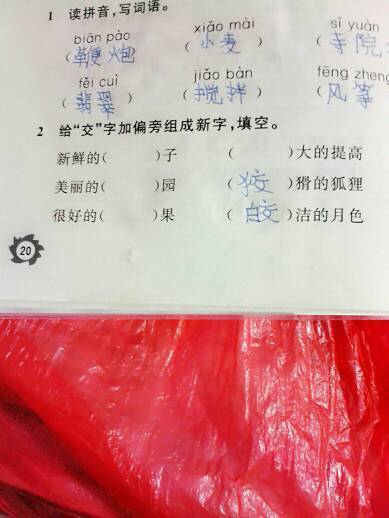 1 读拼音,写词语。
biān pào xiǎo mài sì yuàn
(鞭炮) (小麦) (寺院
fěi cuì jiǎo bàn fēng zheng
(翡翠) (搅拌) (风筝
2 给“交”字加偏旁组成新字,填空。
新鲜的( )子 ( )大的提高
美丽的( )园 (狡)猾的狐狸
很好的( )果 (皎)洁的月色
20